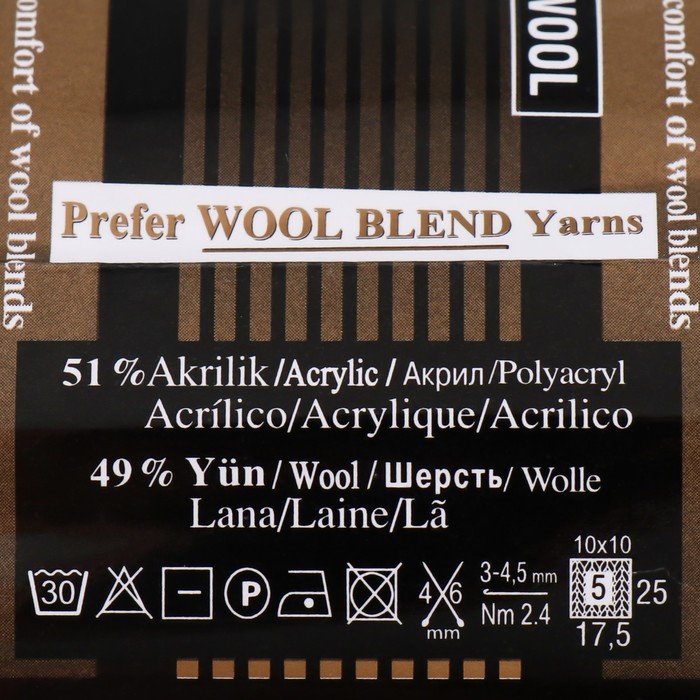 WOOL
comfort of wool blends
comfort of wool blends
Prefer WOOL BLEND Yarns
51 % Akrilik / Acrylic / Акрил / Polyacryl
Acrílico/Acrylique/Acrilico
49 % Yün / Wool / Шерсть / Wolle
Lana/Laine/Lã
30 P 4 6 mm 3-4,5 mm Nm 2.4 10x10 5 25 17,5